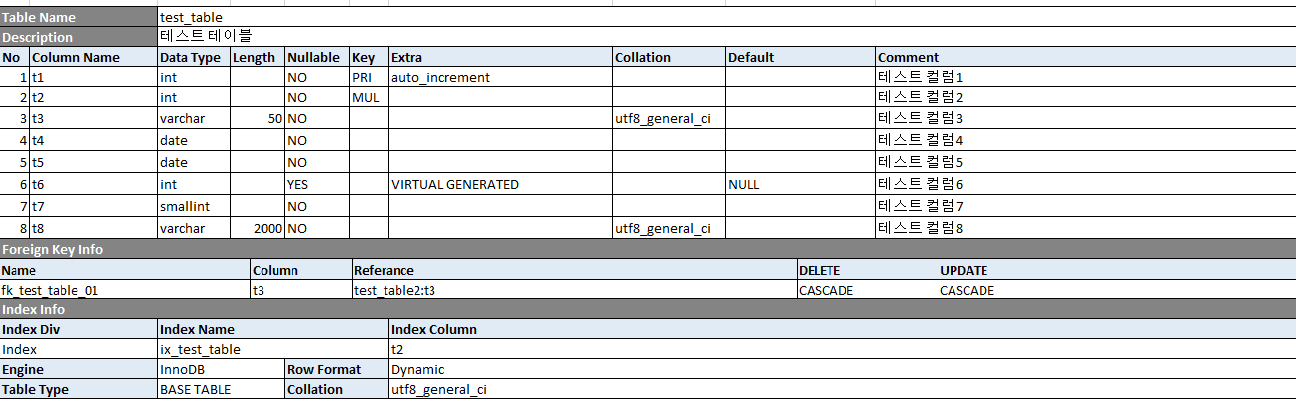 Table Name test_table
Description 테스트 테이블
No Column Name Data Type Length Nullable Key Extra Collation Default Comment
1 t1 int NO PRI auto_increment 테스트 컬럼1
2 t2 int NO MUL 테스트 컬럼2
3 t3 varchar 50 NO utf8_general_ci 테스트 컬럼3
4 t4 date NO 테스트 컬럼4
5 t5 date NO 테스트 컬럼5
6 t6 int YES VIRTUAL GENERATED NULL 테스트 컬럼6
7 t7 smallint NO 테스트 컬럼7
8 t8 varchar 2000 NO utf8_general_ci 테스트 컬럼8
Foreign Key Info
Name Column Referance DELETE UPDATE
fk_test_table_01 t3 test_table2:t3 CASCADE CASCADE
Index Info
Index Div Index Name Index Column
Index ix_test_table t2
Engine InnoDB Row Format Dynamic
Table Type BASE TABLE Collation utf8_general_ci